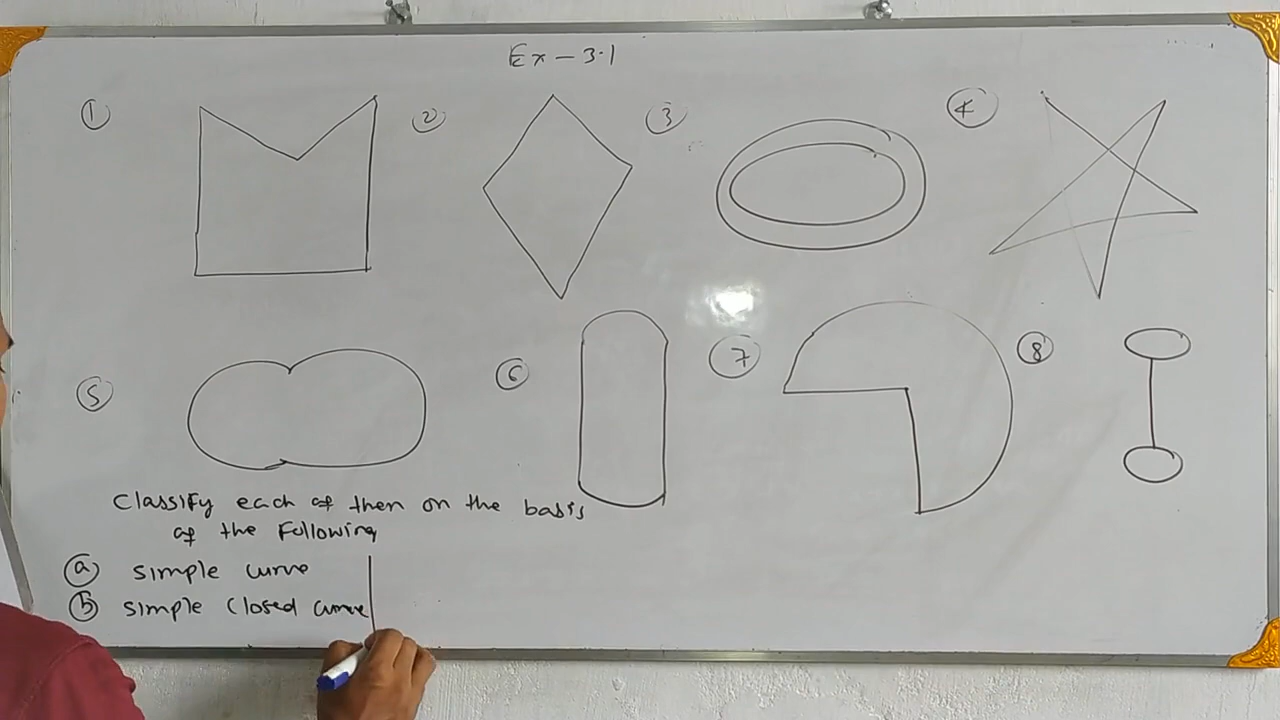 Ex - 3.1
① ② ③ ④
⑤ ⑥ ⑦ ⑧
Classify each of then on the basis
of the Following
ⓐ Simple curve
ⓑ Simple Closed curve